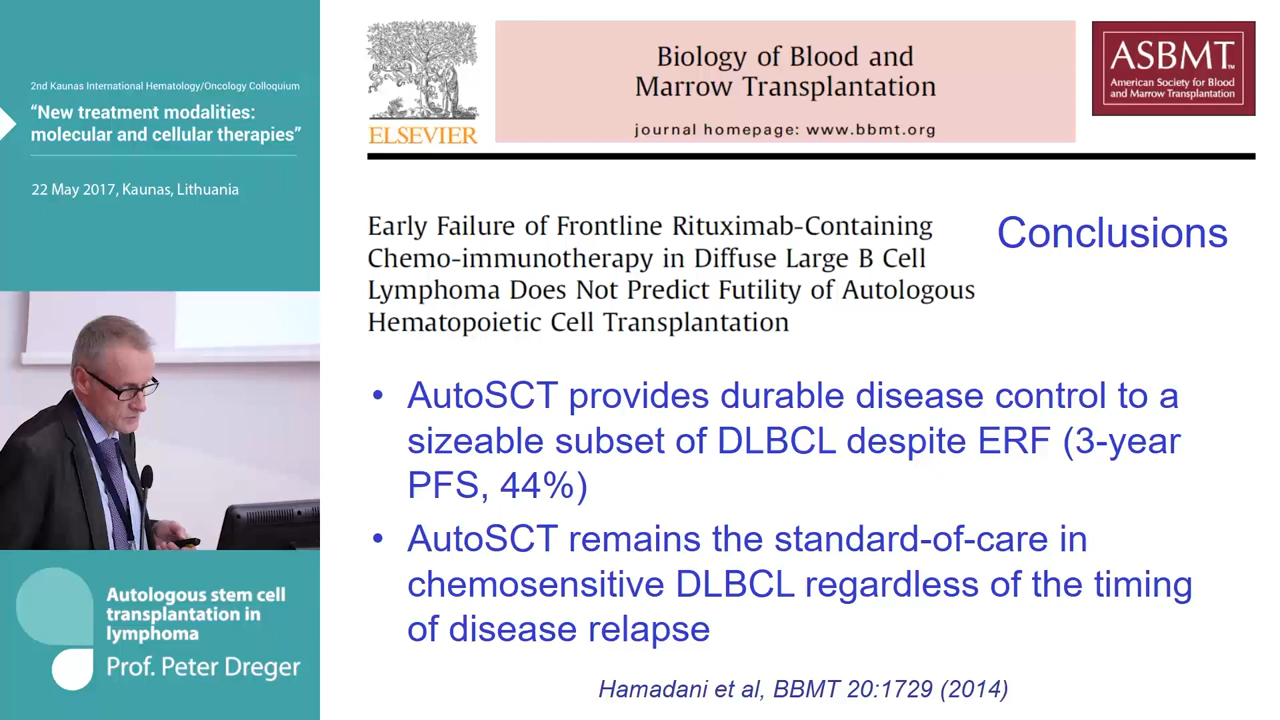 2nd Kaunas International Hematology/Oncology Colloquium
“New treatment modalities:
molecular and cellular therapies”
22 May 2017, Kaunas, Lithuania
Autologous stem cell
transplantation in
lymphoma
Prof. Peter Dreger
ELSEVIER
Biology of Blood and
Marrow Transplantation
journal homepage: www.bbmt.org
ASBMT™
American Society for Blood
and Marrow Transplantation
Early Failure of Frontline Rituximab-Containing
Chemo-immunotherapy in Diffuse Large B Cell
Lymphoma Does Not Predict Futility of Autologous
Hematopoietic Cell Transplantation
Conclusions
• AutoSCT provides durable disease control to a
sizeable subset of DLBCL despite ERF (3-year
PFS, 44%)
• AutoSCT remains the standard-of-care in
chemosensitive DLBCL regardless of the timing
of disease relapse
Hamadani et al, BBMT 20:1729 (2014)